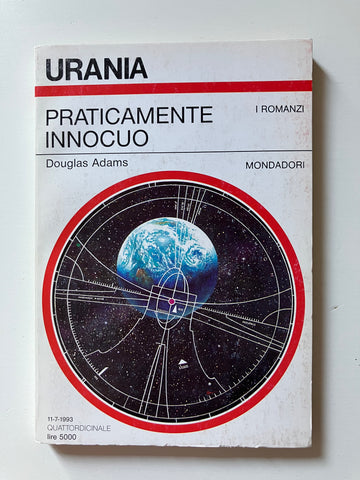 URANIA
PRATICAMENTE
INNOCUO
I ROMANZI
Douglas Adams
MONDADORI
11-7-1993
QUATTORDICINALE
lire 5000